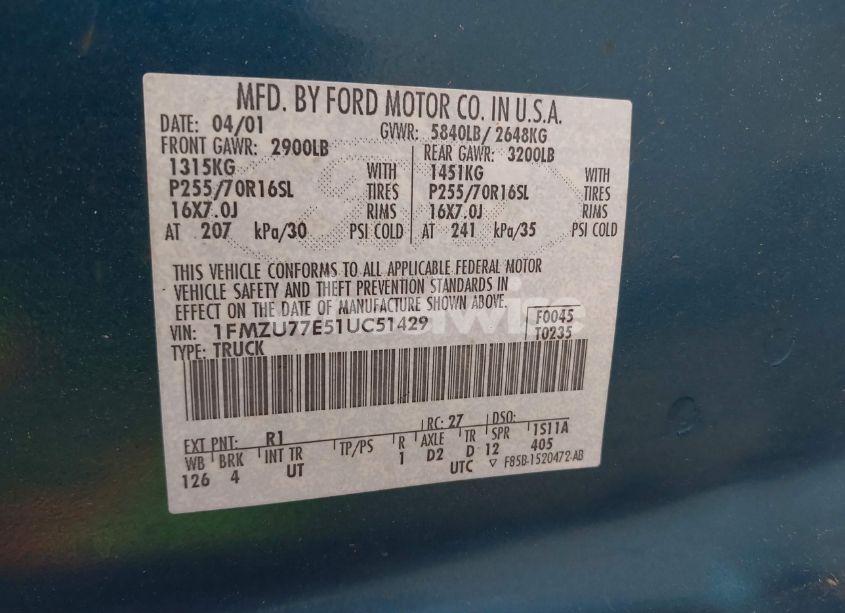 MFD. BY FORD MOTOR CO. IN U.S.A.
DATE: 04/01 GVWR: 5840LB/ 2648KG
FRONT GAWR: 2900LB REAR GAWR: 3200LB
1315KG WITH 1451KG WITH
P255/70R16SL TIRES P255/70R16SL TIRES
16X7.0J RIMS 16X7.0J RIMS
AT 207 kPa/30 PSI COLD AT 241 kPa/35 PSI COLD
THIS VEHICLE CONFORMS TO ALL APPLICABLE FEDERAL MOTOR
VEHICLE SAFETY AND THEFT PREVENTION STANDARDS IN
EFFECT ON THE DATE OF MANUFACTURE SHOWN ABOVE.
VIN: 1FMZU77E51UC51429 F0045
TYPE: TRUCK T0235
EXT PNT: R1 RC: 27 DSO:
WB BRK INT TR TP/PS R AXLE TR SPR 1S11A
126 4 UT 1 D2 D 12 405
UTC ▽ F85B-1520472-AB